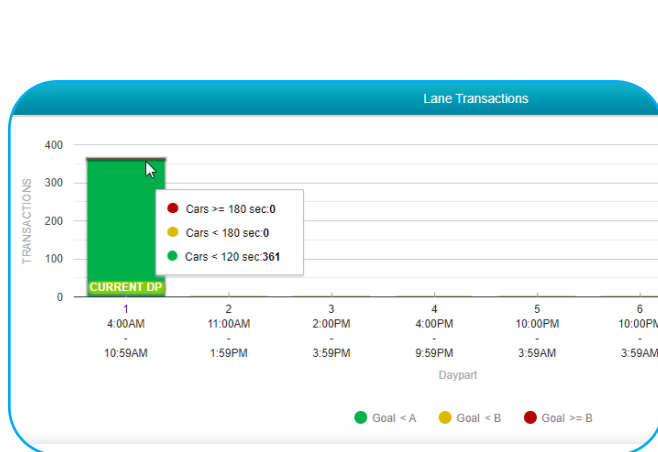 Lane Transactions
400
300
200
100
0
TRANSACTIONS
Cars >= 180 sec:0
Cars < 180 sec:0
Cars < 120 sec:361
CURRENT DP
1 2 3 4 5 6
4:00AM 11:00AM 2:00PM 4:00PM 10:00PM 10:00PM
- - - - - -
10:59AM 1:59PM 3:59PM 9:59PM 3:59AM 3:59AM
Daypart
Goal < A Goal < B Goal >= B